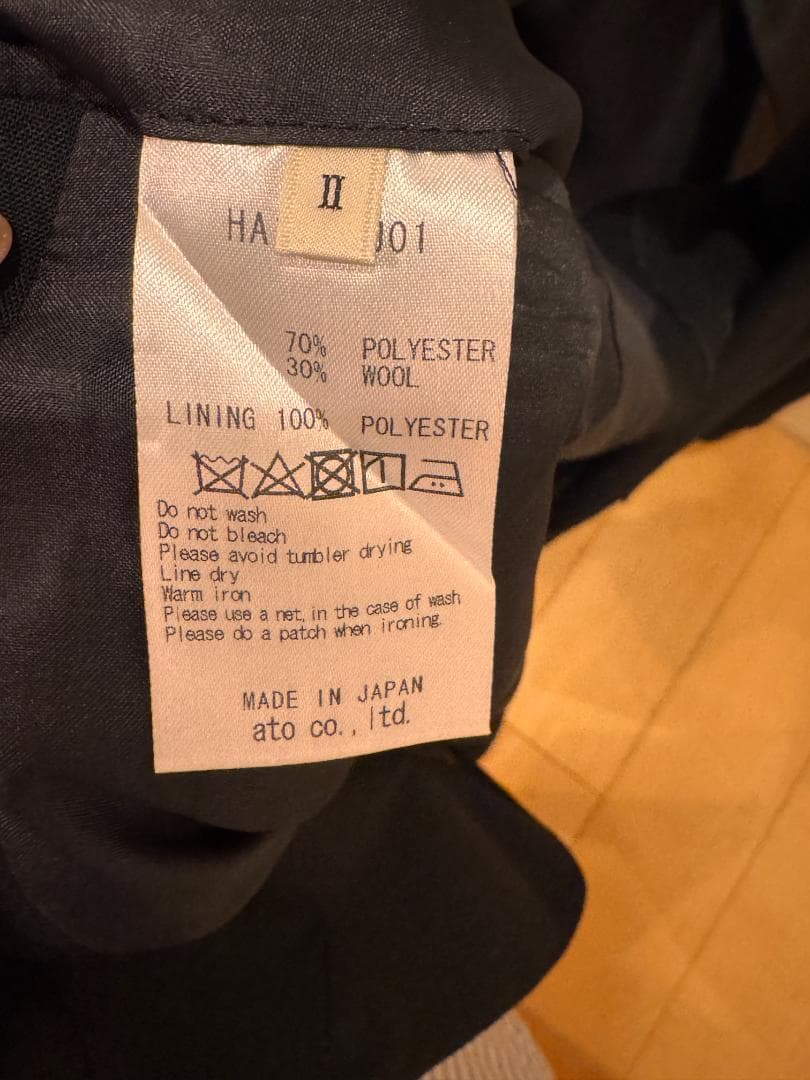 II
HA J01
70% POLYESTER
30% WOOL
LINING 100% POLYESTER
Do not wash
Do not bleach
Please avoid tumbler drying
Line dry
Warm iron
Please use a net, in the case of wash
Please do a patch when ironing.
MADE IN JAPAN
ato co., ltd.